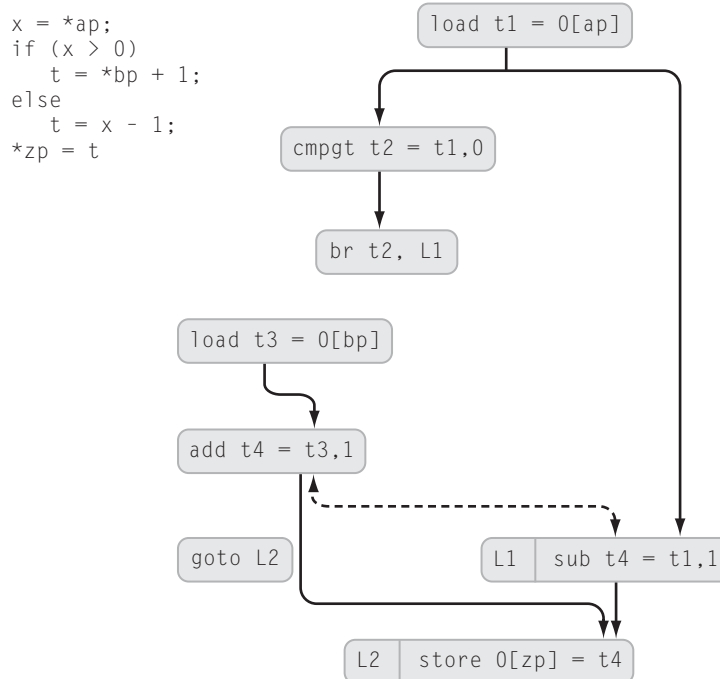 x = *ap;
if (x > 0)
t = *bp + 1;
else
t = x - 1;
*zp = t
load t1 = 0[ap]
cmpgt t2 = t1,0
br t2, L1
load t3 = 0[bp]
add t4 = t3,1
goto L2
L1 sub t4 = t1,1
L2 store 0[zp] = t4